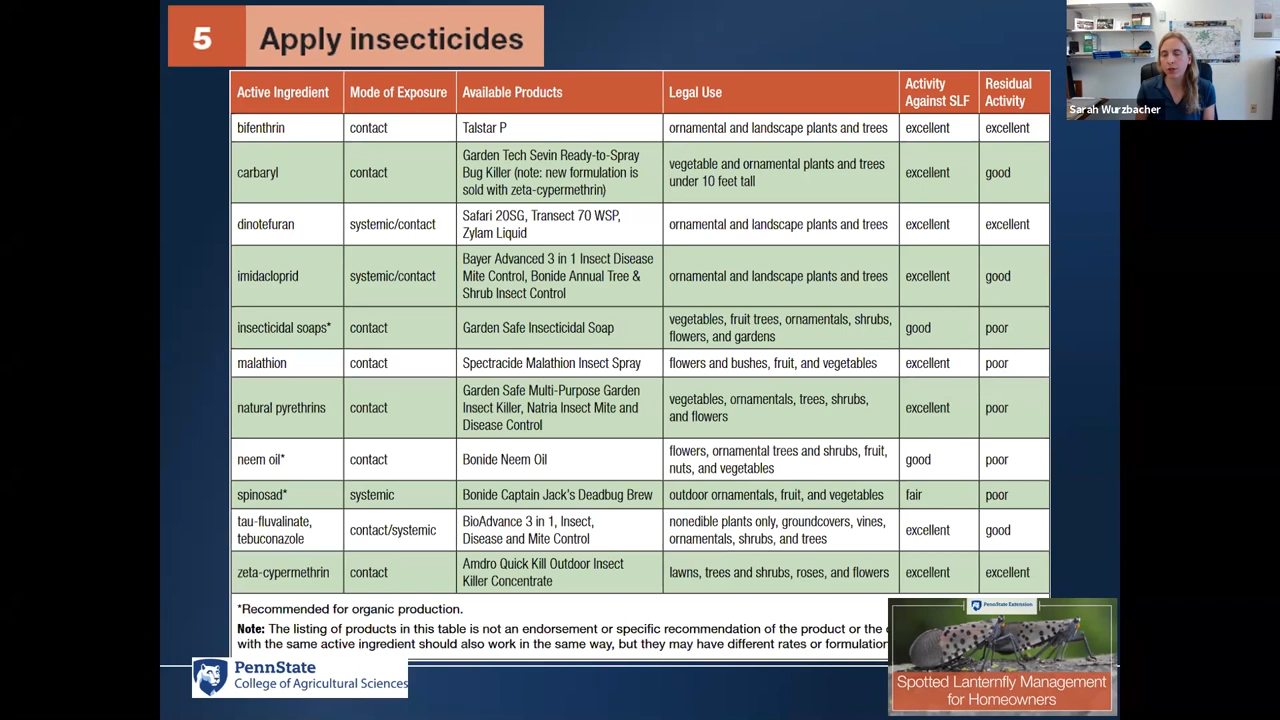 5 Apply insecticides
Sarah Wurzbacher
Active Ingredient Mode of Exposure Available Products Legal Use Activity Against SLF Residual Activity
bifenthrin contact Talstar P ornamental and landscape plants and trees excellent excellent
carbaryl contact Garden Tech Sevin Ready-to-Spray Bug Killer (note: new formulation is sold with zeta-cypermethrin) vegetable and ornamental plants and trees under 10 feet tall excellent good
dinotefuran systemic/contact Safari 20SG, Transect 70 WSP, Zylam Liquid ornamental and landscape plants and trees excellent excellent
imidacloprid systemic/contact Bayer Advanced 3 in 1 Insect Disease Mite Control, Bonide Annual Tree & Shrub Insect Control ornamental and landscape plants and trees excellent good
insecticidal soaps* contact Garden Safe Insecticidal Soap vegetables, fruit trees, ornamentals, shrubs, flowers, and gardens good poor
malathion contact Spectracide Malathion Insect Spray flowers and bushes, fruit, and vegetables excellent poor
natural pyrethrins contact Garden Safe Multi-Purpose Garden Insect Killer, Natria Insect Mite and Disease Control vegetables, ornamentals, trees, shrubs, and flowers excellent poor
neem oil* contact Bonide Neem Oil flowers, ornamental trees and shrubs, fruit, nuts, and vegetables good poor
spinosad* systemic Bonide Captain Jack's Deadbug Brew outdoor ornamentals, fruit, and vegetables fair poor
tau-fluvalinate, tebuconazole contact/systemic BioAdvance 3 in 1, Insect, Disease and Mite Control nonedible plants only, groundcovers, vines, ornamentals, shrubs, and trees excellent good
zeta-cypermethrin contact Amdro Quick Kill Outdoor Insect Killer Concentrate lawns, trees and shrubs, roses, and flowers excellent excellent
*Recommended for organic production.
Note: The listing of products in this table is not an endorsement or specific recommendation of the product or the
with the same active ingredient should also work in the same way, but they may have different rates or formulation
PennState
College of Agricultural Sciences
PennState Extension
Spotted Lanternfly Management
for Homeowners